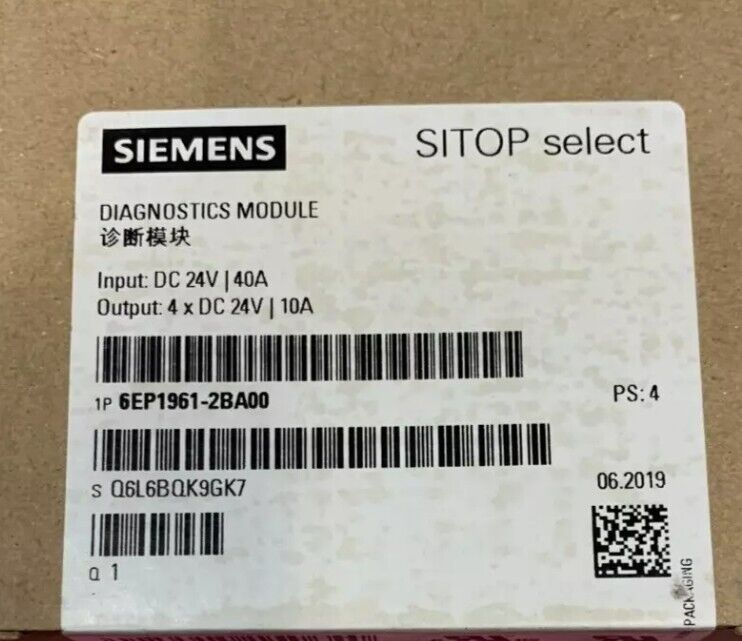 SIEMENS
SITOP select
DIAGNOSTICS MODULE
诊断模块
Input: DC 24V | 40A
Output: 4 x DC 24V | 10A
1P 6EP1961-2BA00
PS: 4
S Q6L6BQK9GK7
06.2019
Q 1
PACKAGING